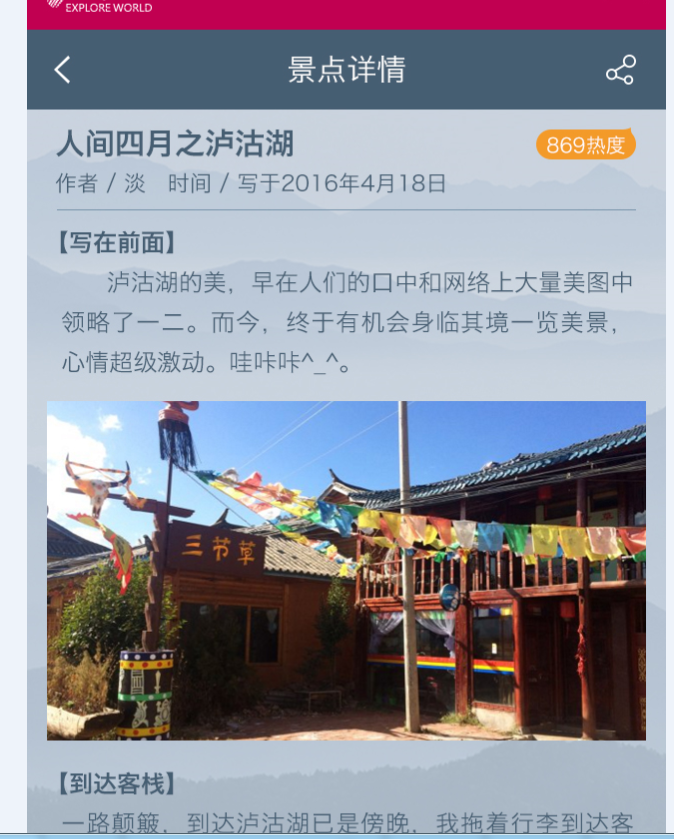 EXPLORE WORLD
景点详情
人间四月之泸沽湖
869热度
作者 / 淡 时间 / 写于2016年4月18日
【写在前面】
泸沽湖的美，早在人们的口中和网络上大量美图中
领略了一二。而今，终于有机会身临其境一览美景，
心情超级激动。哇咔咔^_^。
三节草
【到达客栈】
一路颠簸，到达泸沽湖已是傍晚，我拖着行李到达客